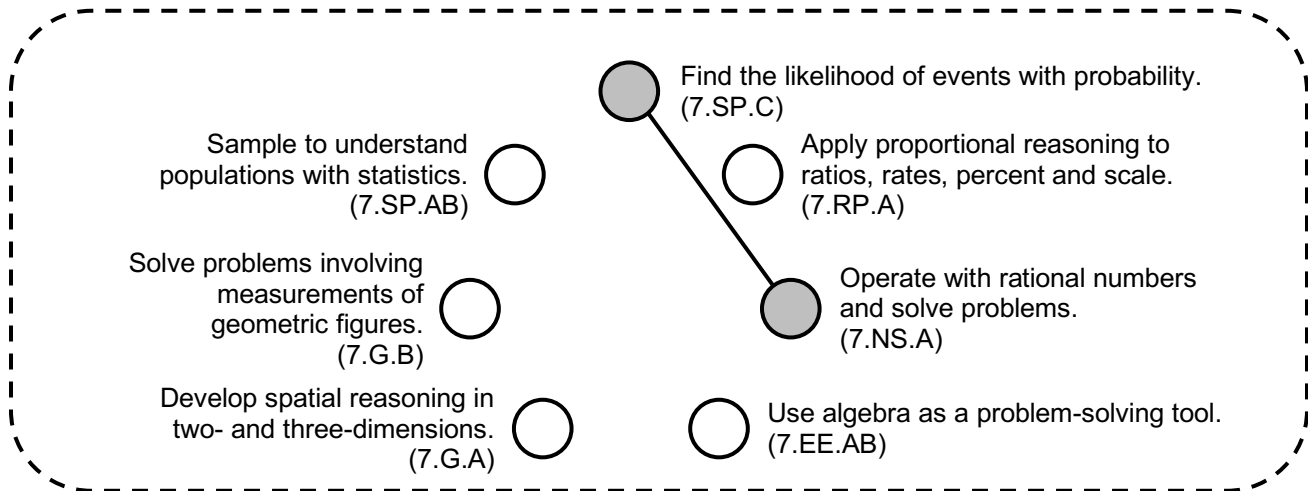 Find the likelihood of events with probability.
(7.SP.C)
Sample to understand
populations with statistics.
(7.SP.AB)
Apply proportional reasoning to
ratios, rates, percent and scale.
(7.RP.A)
Solve problems involving
measurements of
geometric figures.
(7.G.B)
Operate with rational numbers
and solve problems.
(7.NS.A)
Develop spatial reasoning in
two- and three-dimensions.
(7.G.A)
Use algebra as a problem-solving tool.
(7.EE.AB)